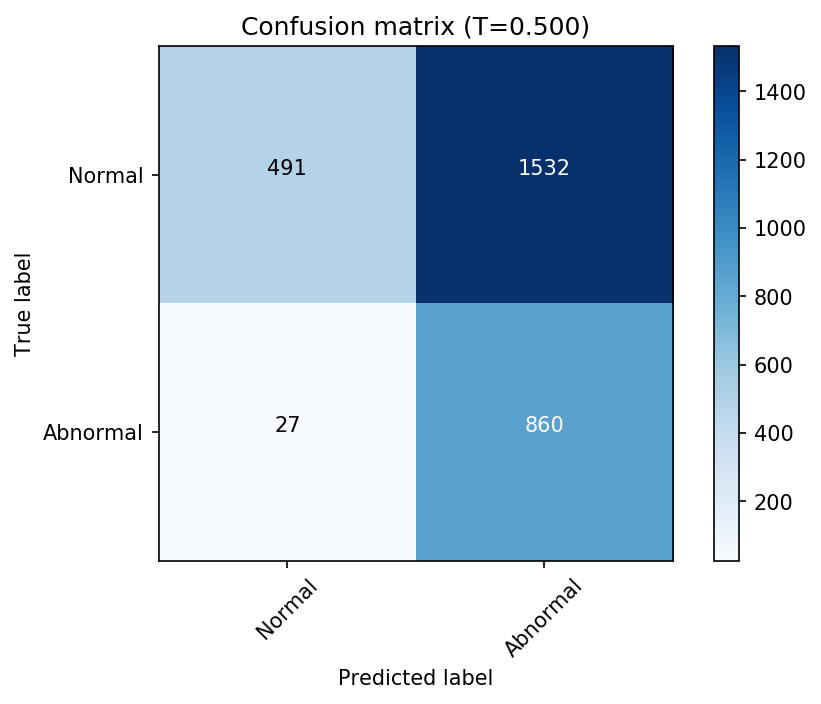 Confusion matrix (T=0.500)
True label
Normal
Abnormal
491
1532
27
860
Normal
Abnormal
Predicted label
1400
1200
1000
800
600
400
200